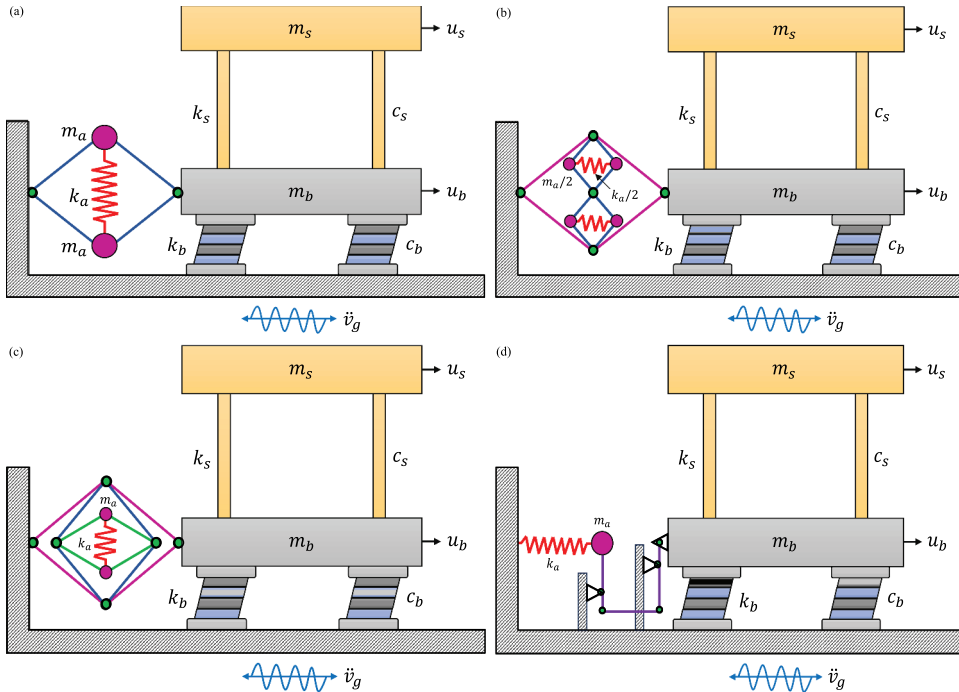 (a)
m_s
u_s
k_s
c_s
m_a
k_a
m_a
m_b
u_b
k_b
c_b
v̈_g
(b)
m_s
u_s
k_s
c_s
m_a/2
k_a/2
m_b
u_b
k_b
c_b
v̈_g
(c)
m_s
u_s
k_s
c_s
m_a
k_a
m_b
u_b
k_b
c_b
v̈_g
(d)
m_s
u_s
k_s
c_s
m_a
k_a
m_b
u_b
k_b
c_b
v̈_g